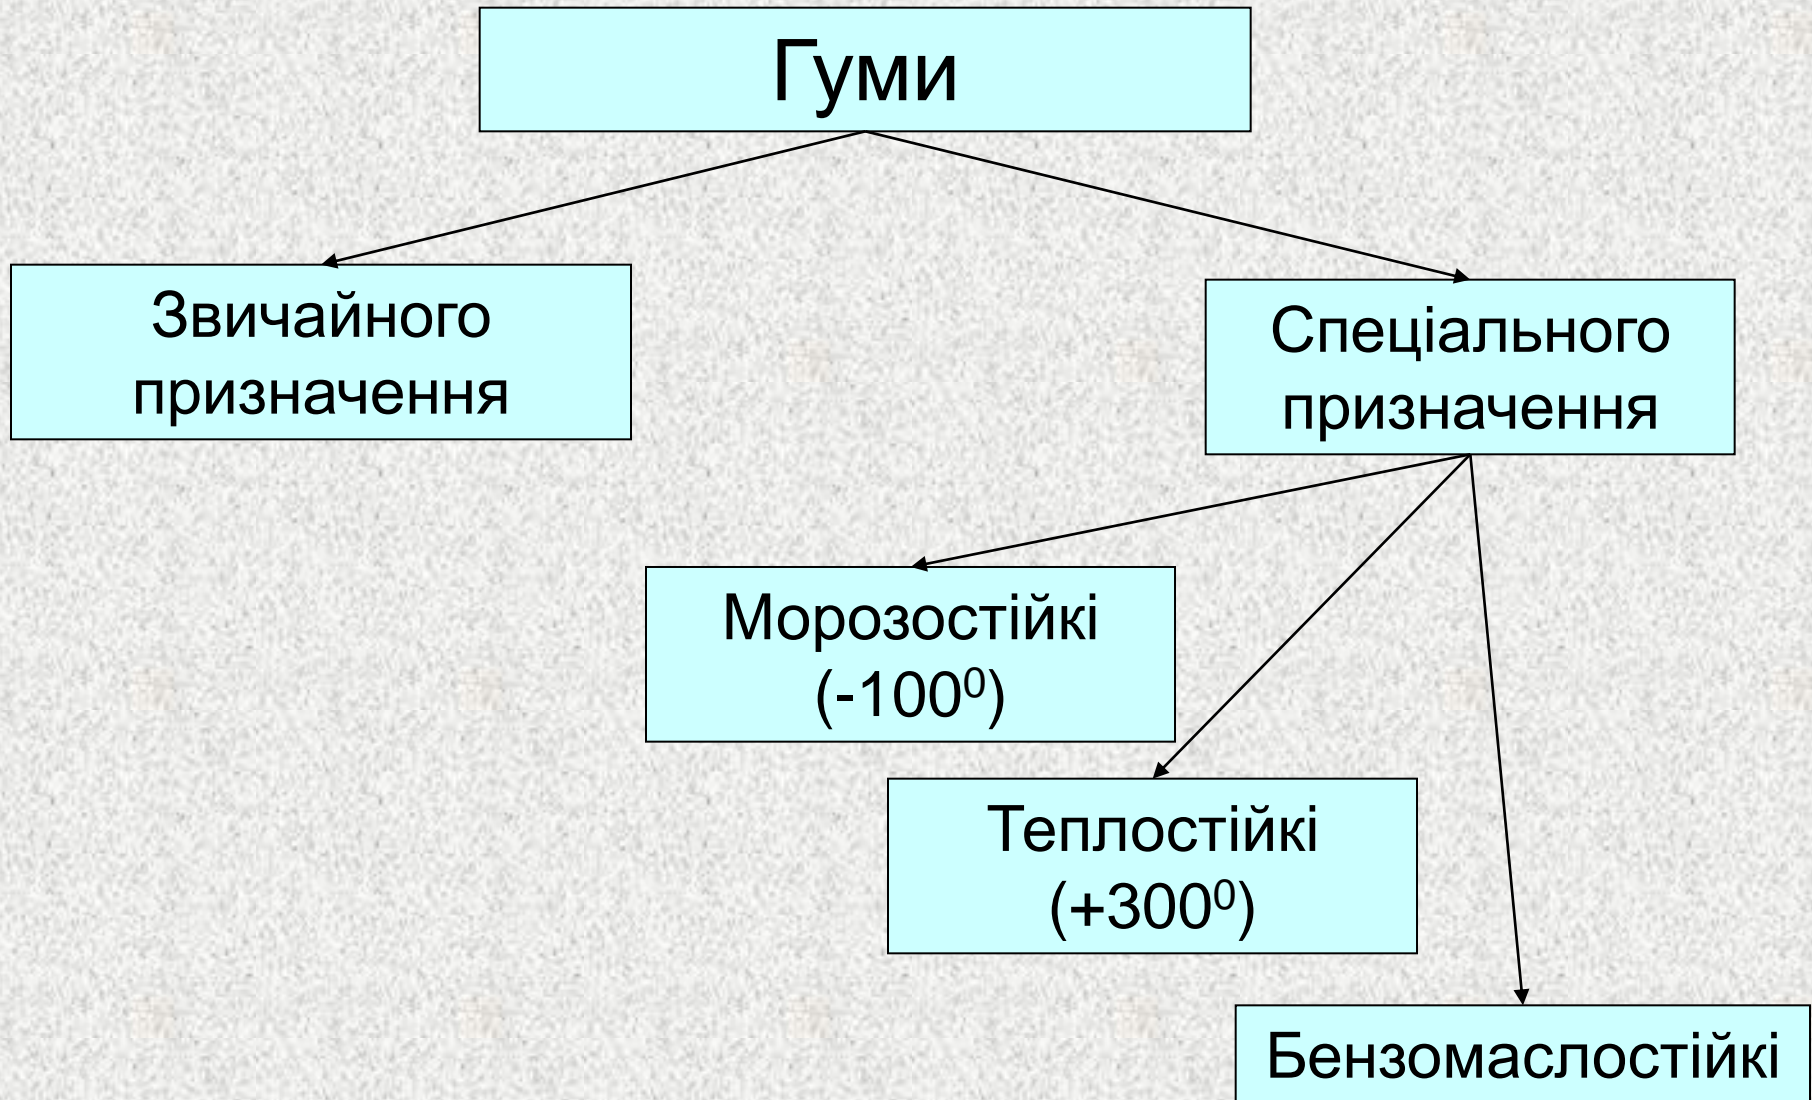 Гуми
Звичайного
призначення
Спеціального
призначення
Морозостійкі
(-100⁰)
Теплостійкі
(+300⁰)
Бензомаслостійкі